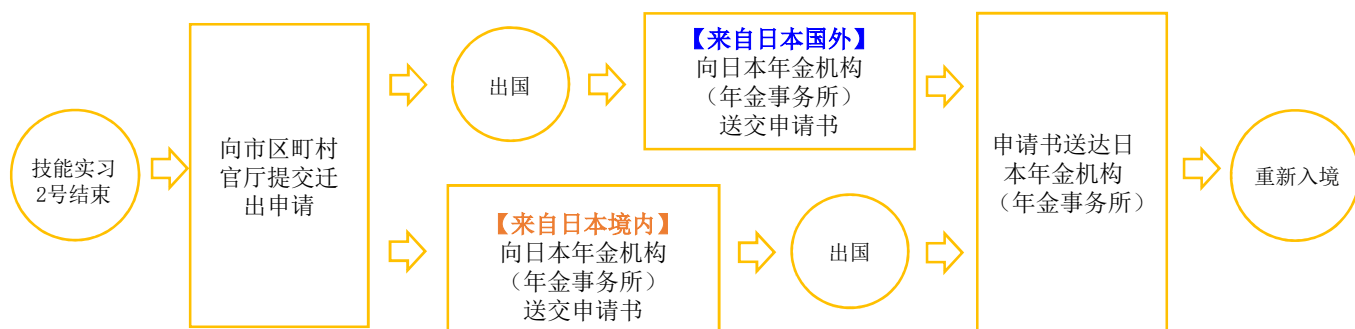 技能实习
2号结束
向市区町村
官厅提交迁
出申请
出国
【来自日本国外】
向日本年金机构
（年金事务所）
送交申请书
【来自日本境内】
向日本年金机构
（年金事务所）
送交申请书
出国
申请书送达日
本年金机构
（年金事务所）
重新入境